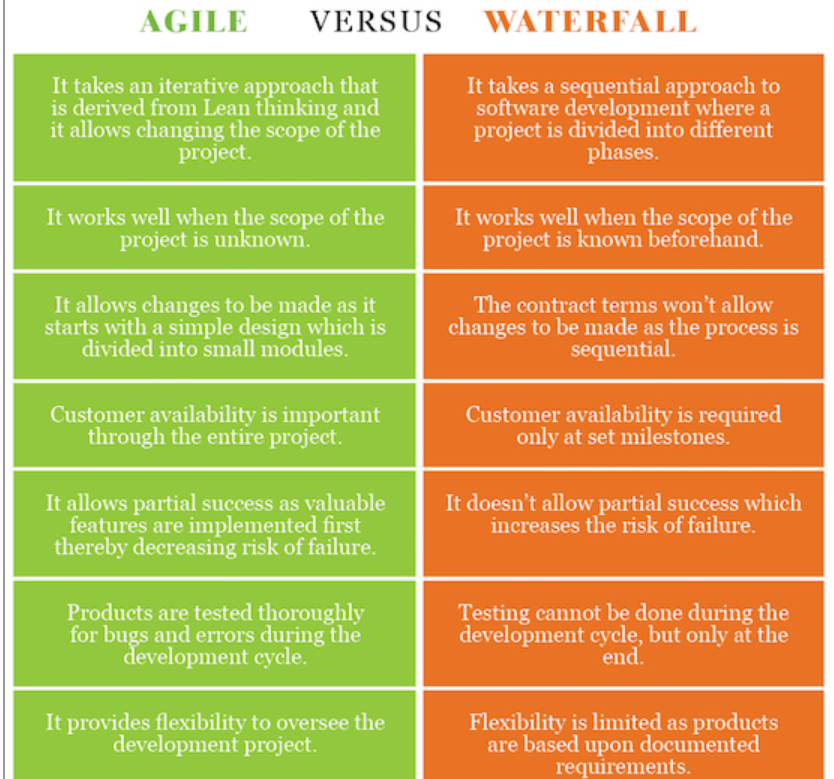 AGILE VERSUS WATERFALL
It takes an iterative approach that
is derived from Lean thinking and
it allows changing the scope of the
project.
It takes a sequential approach to
software development where a
project is divided into different
phases.
It works well when the scope of the
project is unknown.
It works well when the scope of the
project is known beforehand.
It allows changes to be made as it
starts with a simple design which is
divided into small modules.
The contract terms won’t allow
changes to be made as the process is
sequential.
Customer availability is important
through the entire project.
Customer availability is required
only at set milestones.
It allows partial success as valuable
features are implemented first
thereby decreasing risk of failure.
It doesn’t allow partial success which
increases the risk of failure.
Products are tested thoroughly
for bugs and errors during the
development cycle.
Testing cannot be done during the
development cycle, but only at the
end.
It provides flexibility to oversee the
development project.
Flexibility is limited as products
are based upon documented
requirements.